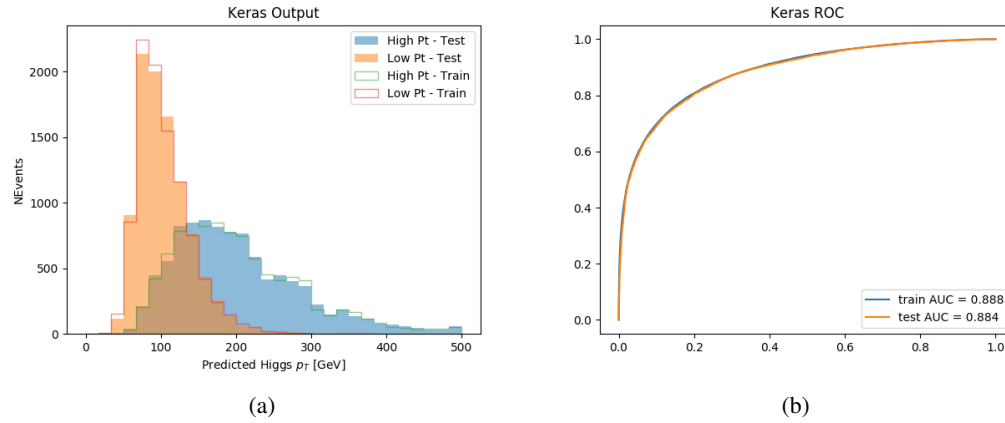 Keras Output
2000
1500
1000
500
0
NEvents
0
100
200
300
400
500
Predicted Higgs p_T [GeV]
High Pt - Test
Low Pt - Test
High Pt - Train
Low Pt - Train
(a)
Keras ROC
1.0
0.8
0.6
0.4
0.2
0.0
0.0
0.2
0.4
0.6
0.8
1.0
train AUC = 0.888
test AUC = 0.884
(b)